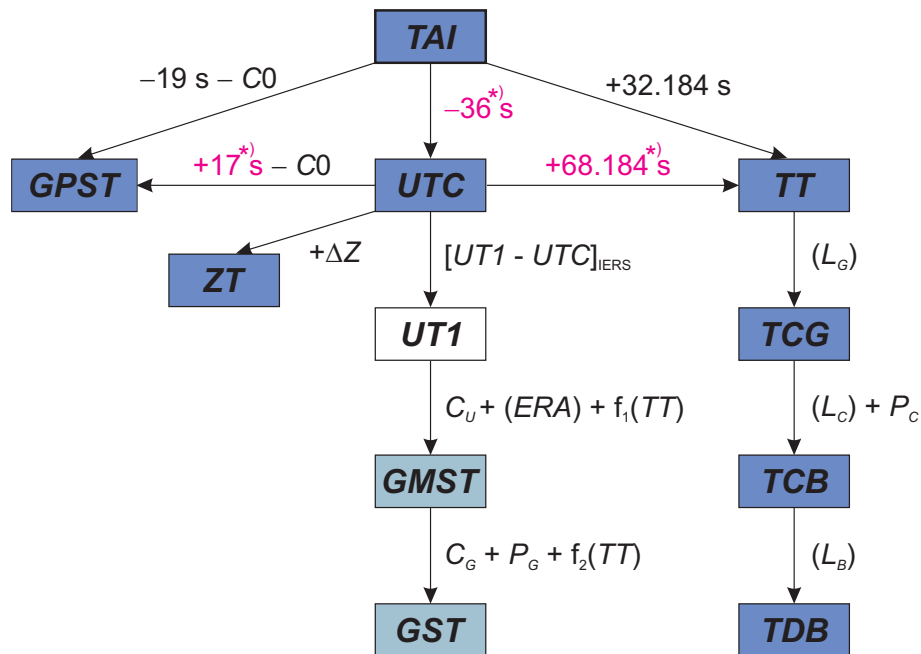 TAI
−19 s − C0
−36*)s
+32.184 s
GPST
+17*)s − C0
UTC
+68.184*)s
TT
ZT
+ΔZ
[UT1 - UTC]IERS
(LG)
UT1
TCG
CU + (ERA) + f1(TT)
(LC) + PC
GMST
TCB
CG + PG + f2(TT)
(LB)
GST
TDB